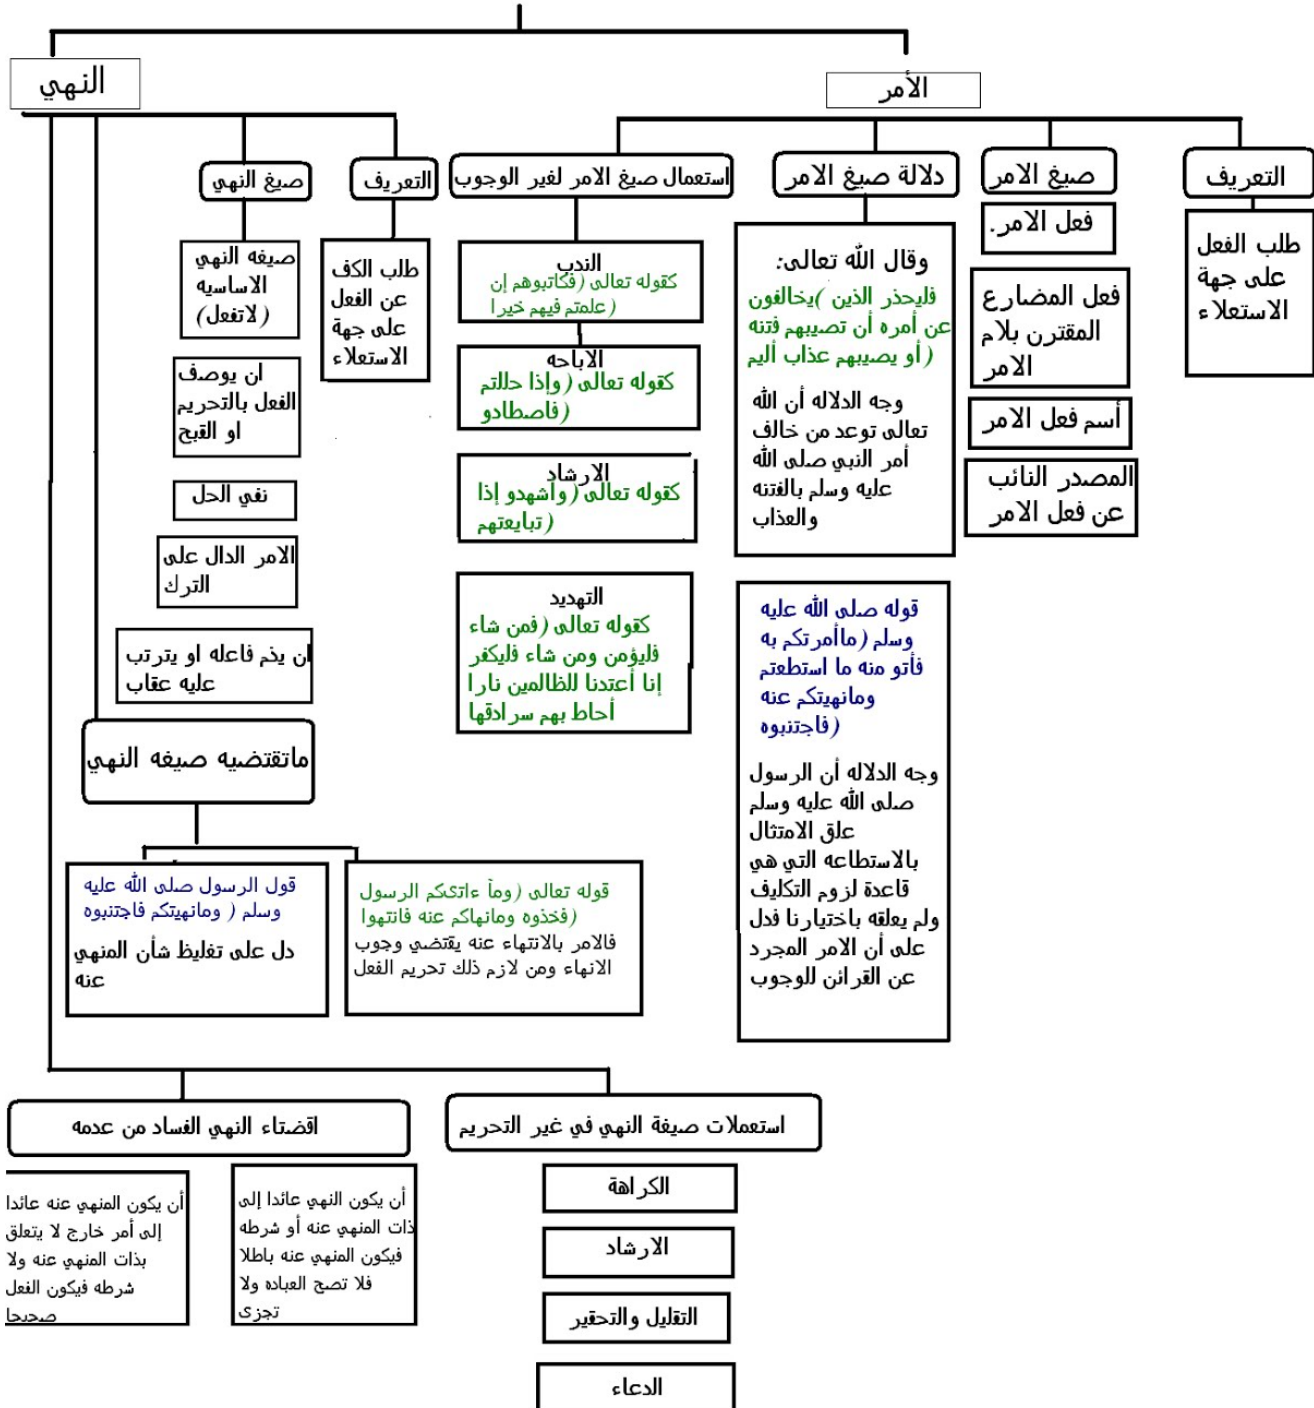 الأمر
النهي
التعريف
طلب الفعل
على جهة
الاستعلاء
صيغ الامر
فعل الامر.
فعل المضارع
المقترن بلام
الامر
أسم فعل الامر
المصدر النائب
عن فعل الامر
دلالة صيغ الامر
وقال الله تعالى:
فليحذر الذين )يخالفون
عن أمره أن تصيبهم فتنه
( أو يصيبهم عذاب أليم
وجه الدلاله أن الله
تعالى توعد من خالف
أمر النبي صلى الله
عليه وسلم بالفتنه
والعذاب
قوله صلى الله عليه
وسلم (ماأمرتكم به
فأتو منه ما استطعتم
ومانهيتكم عنه
(فاجتنبوه
وجه الدلاله أن الرسول
صلى الله عليه وسلم
علق الامتثال
بالاستطاعه التي هي
قاعدة لزوم التكليف
ولم يعلقه باختيارنا فدل
على أن الامر المجرد
عن القرائن للوجوب
استعمال صيغ الامر لغير الوجوب
الندب
كقوله تعالى (فكاتبوهم إن
(علمتم فيهم خيرا
الاباحه
كقوله تعالى (وإذا حللتم
(فاصطادو
الارشاد
كقوله تعالى (واشهدو إذا
(تبايعتهم
التهديد
كقوله تعالى (فمن شاء
فليؤمن ومن شاء فليكفر
إنا أعتدنا للظالمين نارا
أحاط بهم سرادقها
التعريف
طلب الكف
عن الفعل
على جهة
الاستعلاء
صيغ النهي
صيغه النهي
الاساسيه
(لاتفعل)
ان يوصف
الفعل بالتحريم
او القبح
نفي الحل
الامر الدال على
الترك
ان يذم فاعله او يترتب
عليه عقاب
ماتقتضيه صيغه النهي
قوله تعالى (ومآ ءاتىكم الرسول
(فخذوه ومانهاكم عنه فانتهوا
فالامر بالانتهاء عنه يقتضي وجوب
الانهاء ومن لازم ذلك تحريم الفعل
قول الرسول صلى الله عليه
وسلم ( ومانهيتكم فاجتنبوه
دل على تغليظ شأن المنهي
عنه
استعملات صيغة النهي في غير التحريم
الكراهة
الارشاد
التقليل والتحقير
الدعاء
اقضتاء النهي الفساد من عدمه
أن يكون النهي عائدا إلى
ذات المنهي عنه أو شرطه
فيكون المنهي عنه باطلا
فلا تصح العباده ولا
تجزى
أن يكون المنهي عنه عائدا
إلى أمر خارج لا يتعلق
بذات المنهي عنه ولا
شرطه فيكون الفعل
صحيحا